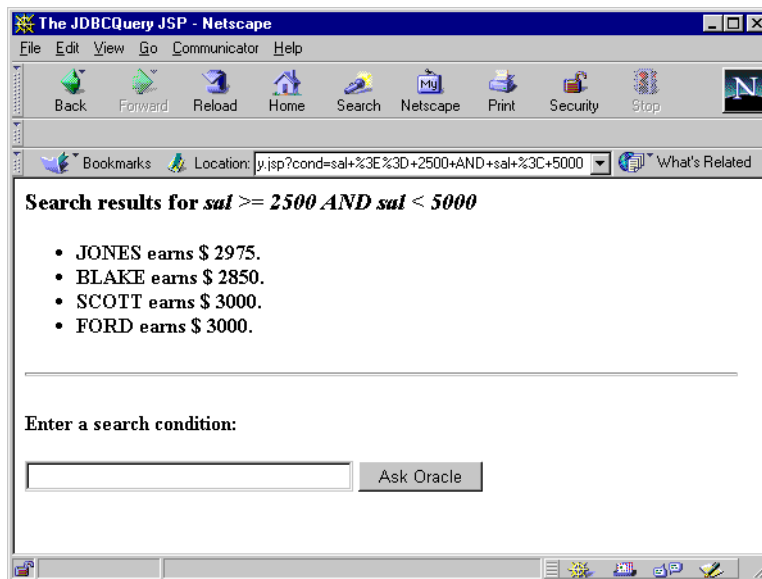 The JDBCQuery JSP - Netscape
File Edit View Go Communicator Help
My
N
Back Forward Reload Home Search Netscape Print Security Stop
Bookmarks Location: y.jsp?cond=sal+%3E%3D+2500+AND+sal+%3C+5000 What's Related
Search results for sal >= 2500 AND sal < 5000
• JONES earns $ 2975.
• BLAKE earns $ 2850.
• SCOTT earns $ 3000.
• FORD earns $ 3000.
Enter a search condition:
Ask Oracle